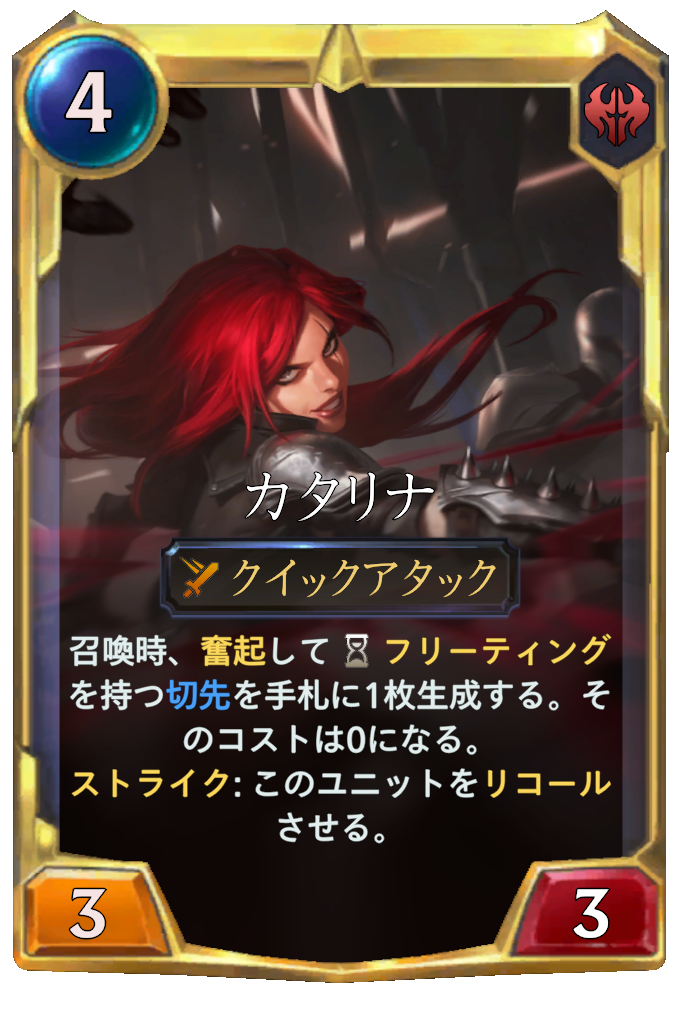 4
カタリナ
クイックアタック
召喚時、奮起して フリーティング
を持つ切先を手札に1枚生成する。そ
のコストは0になる。
ストライク: このユニットをリコール
させる。
3
3